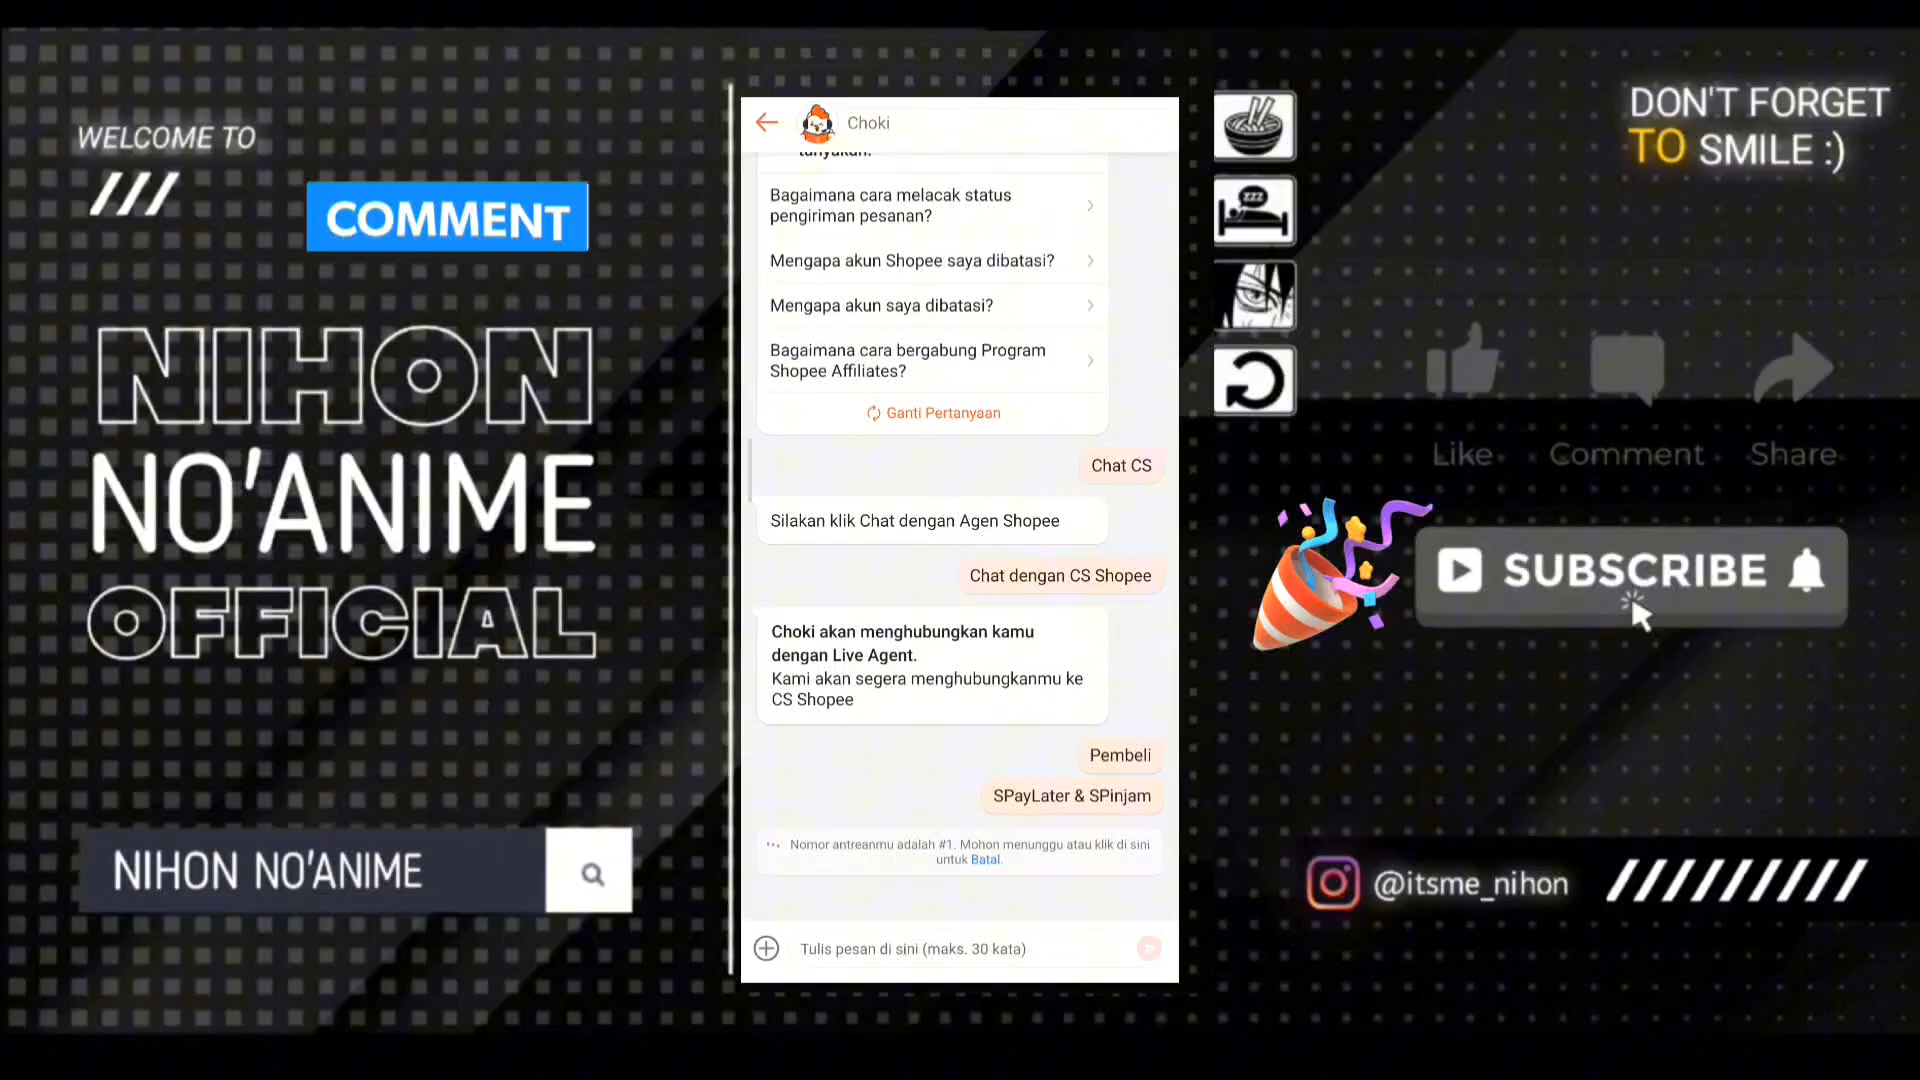 WELCOME TO
COMMENT
NIHON
NO'ANIME
OFFICIAL
NIHON NO'ANIME
Choki
tanyakan.
Bagaimana cara melacak status
pengiriman pesanan?
Mengapa akun Shopee saya dibatasi?
Mengapa akun saya dibatasi?
Bagaimana cara bergabung Program
Shopee Affiliates?
Ganti Pertanyaan
Chat CS
Silakan klik Chat dengan Agen Shopee
Chat dengan CS Shopee
Choki akan menghubungkan kamu
dengan Live Agent.
Kami akan segera menghubungkanmu ke
CS Shopee
Pembeli
SPayLater & SPinjam
Nomor antreanmu adalah #1. Mohon menunggu atau klik di sini
untuk Batal.
Tulis pesan di sini (maks. 30 kata)
zzz
DON'T FORGET
TO SMILE :)
Like Comment Share
SUBSCRIBE
@itsme_nihon